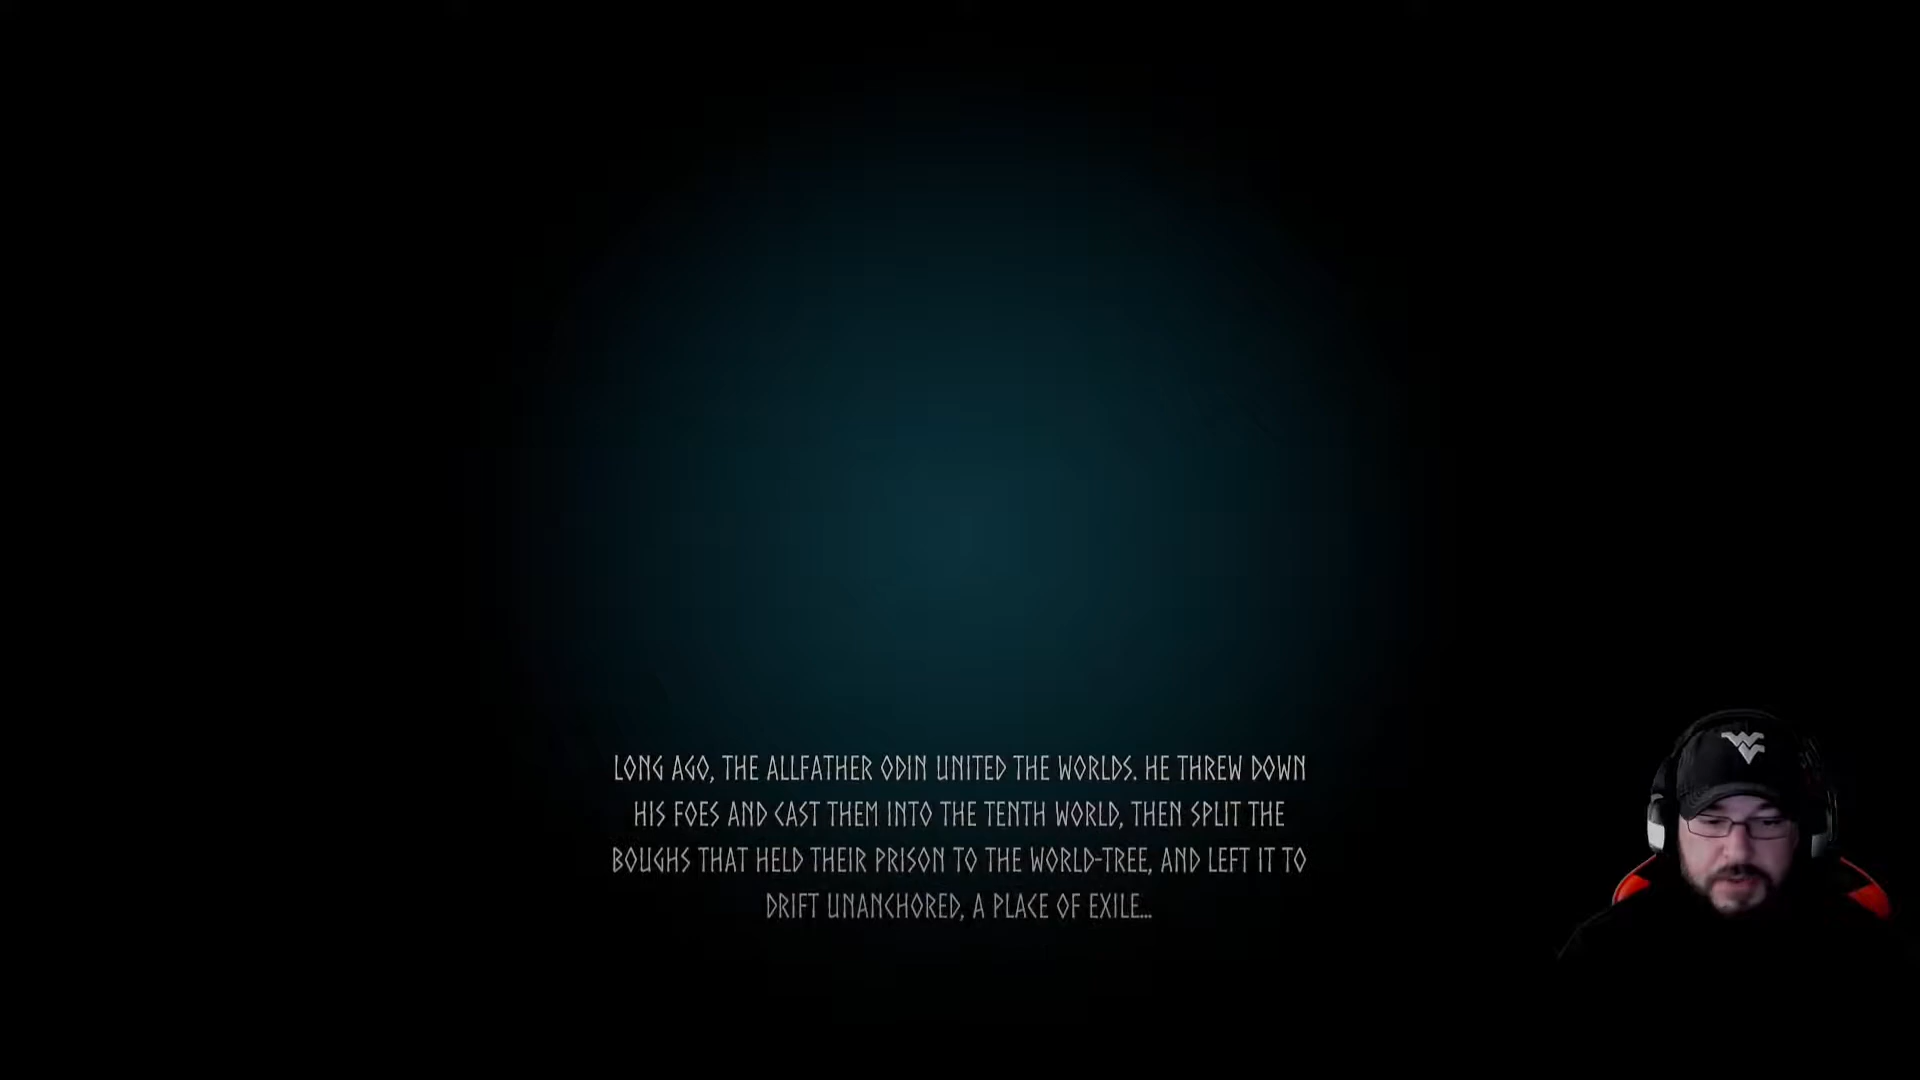 LONG AGO, THE ALLFATHER ODIN UNITED THE WORLDS. HE THREW DOWN
HIS FOES AND CAST THEM INTO THE TENTH WORLD, THEN SPLIT THE
BOUGHS THAT HELD THEIR PRISON TO THE WORLD-TREE, AND LEFT IT TO
DRIFT UNANCHORED, A PLACE OF EXILE...
WV